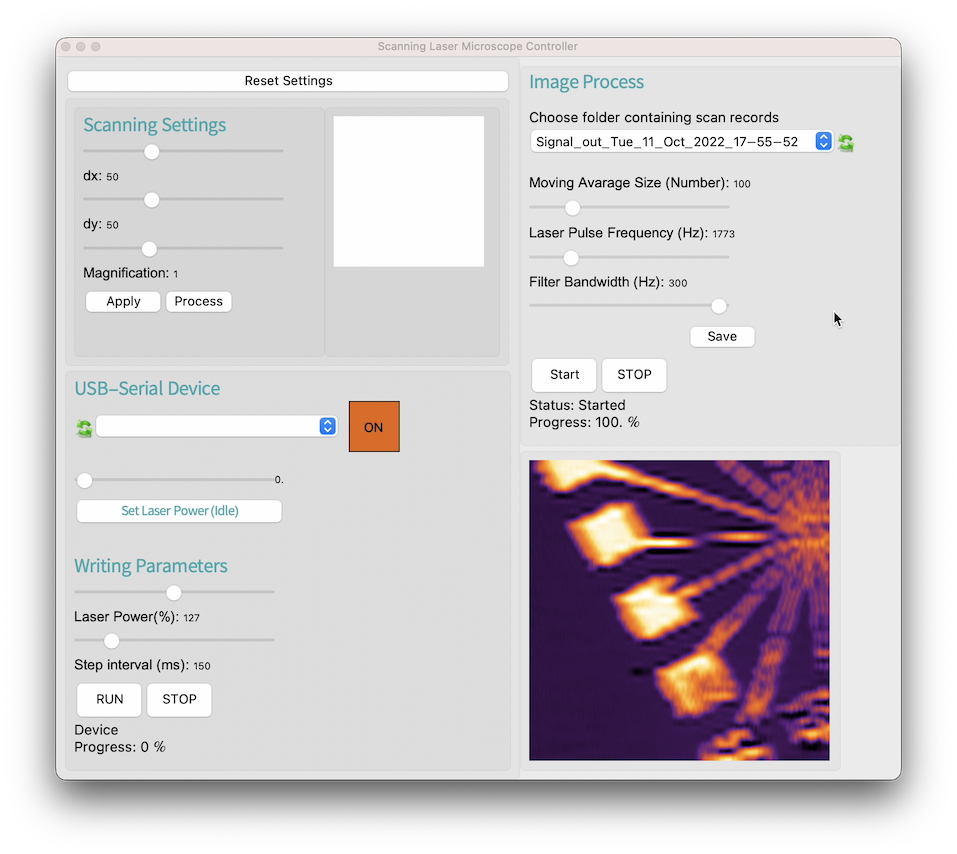 Scanning Laser Microscope Controller
Reset Settings
Scanning Settings
dx: 50
dy: 50
Magnification: 1
Apply
Process
USB-Serial Device
ON
0.
Set Laser Power (Idle)
Writing Parameters
Laser Power(%): 127
Step interval (ms): 150
RUN
STOP
Device
Progress: 0 %
Image Process
Choose folder containing scan records
Signal_out_Tue_11_Oct_2022_17-55-52
Moving Avarage Size (Number): 100
Laser Pulse Frequency (Hz): 1773
Filter Bandwidth (Hz): 300
Save
Start
STOP
Status: Started
Progress: 100. %